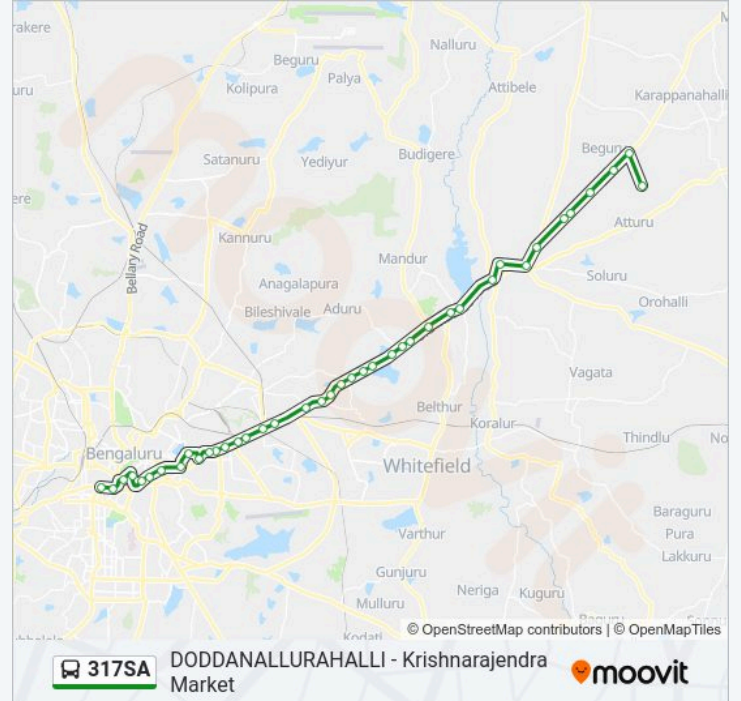 rakere
Nalluru
Beguru
Palya
Kolipura
Attibele
Karappanahalli
Satanuru
Yediyur
Budigere
Begun
Atturu
Kannuru
Bellary Road
Mandur
Soluru
Anagalapura
Orohalli
Bileshivale
Aduru
Vagata
Belthur
Koralur
Thindlu
Bengaluru
Whitefield
Baraguru
Varthur
Pura
Lakkuru
Gunjuru
Neriga
Kuguru
Mulluru
Kodati
© OpenStreetMap contributors | © OpenMapTiles
317SA
DODDANALLURAHALLI - Krishnarajendra
Market
moovit